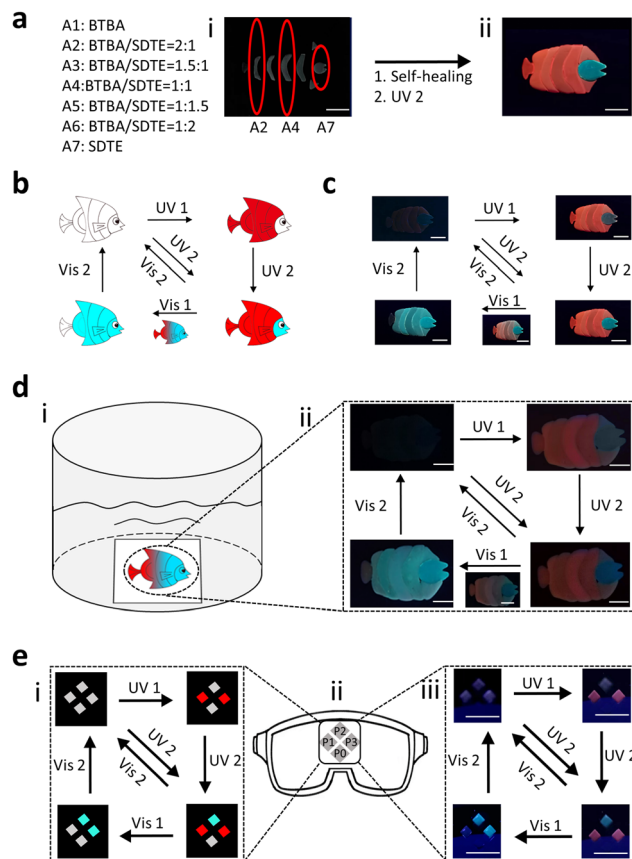 a
A1: BTBA
A2: BTBA/SDTE=2:1
A3: BTBA/SDTE=1.5:1
A4:BTBA/SDTE=1:1
A5: BTBA/SDTE=1:1.5
A6: BTBA/SDTE=1:2
A7: SDTE
i
A2 A4 A7
1. Self-healing
2. UV 2
ii
b
UV 1
UV 2
Vis 2
Vis 2
UV 2
Vis 1
c
UV 1
UV 2
Vis 2
Vis 2
UV 2
Vis 1
d
i
ii
UV 1
UV 2
Vis 2
Vis 2
UV 2
Vis 1
e
i
UV 1
UV 2
Vis 2
Vis 2
UV 2
Vis 1
ii
P2
P1 P3
P0
iii
UV 1
UV 2
Vis 2
Vis 2
UV 2
Vis 1